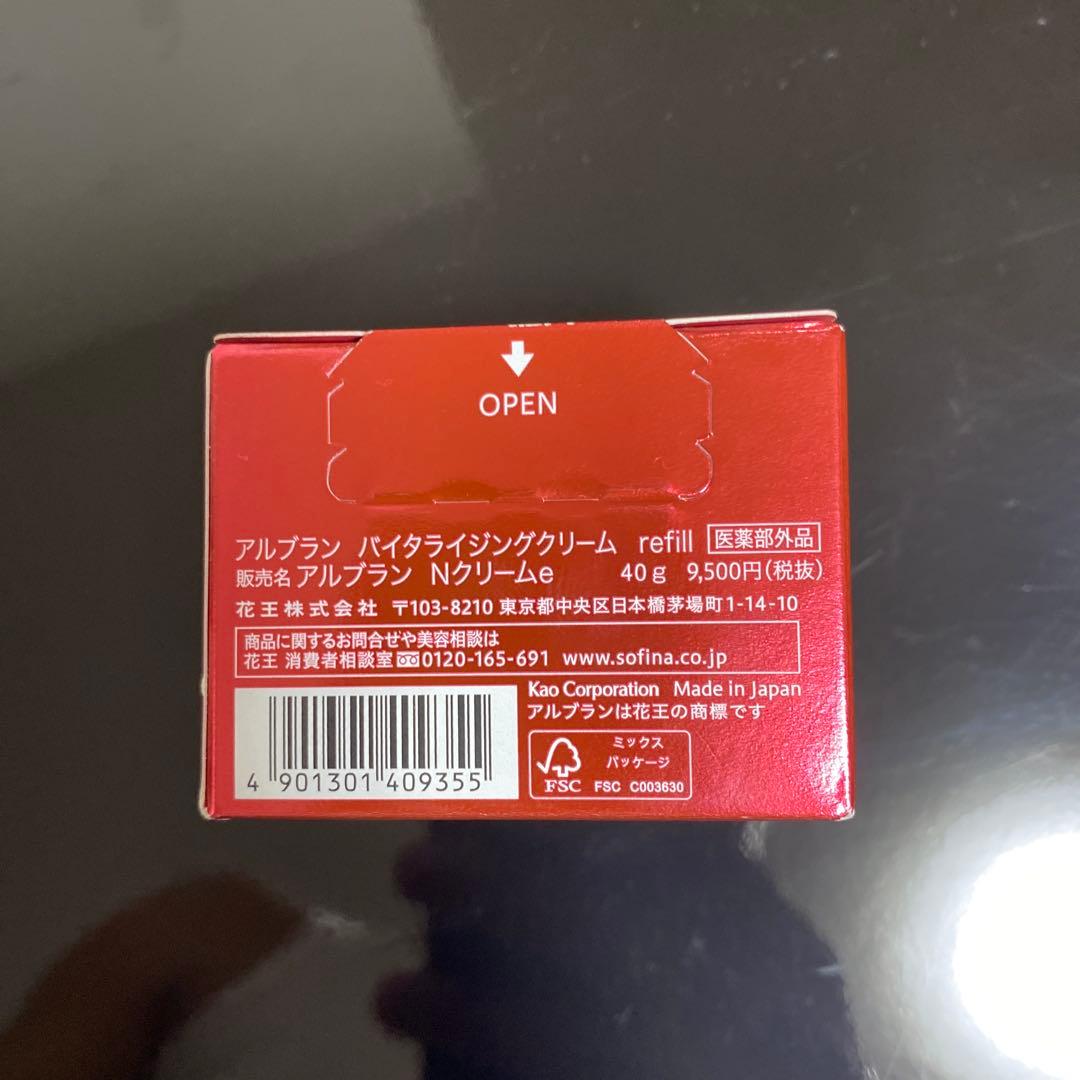 OPEN
アルブラン バイタライジングクリーム refill 医薬部外品
販売名 アルブラン Nクリームe 40g 9,500円(税抜)
花王株式会社 〒103-8210 東京都中央区日本橋茅場町1-14-10
商品に関するお問合せや美容相談は
花王 消費者相談室 0120-165-691 www.sofina.co.jp
Kao Corporation Made in Japan
アルブランは花王の商標です
4 901301 409355
ミックス
パッケージ
FSC FSC C003630